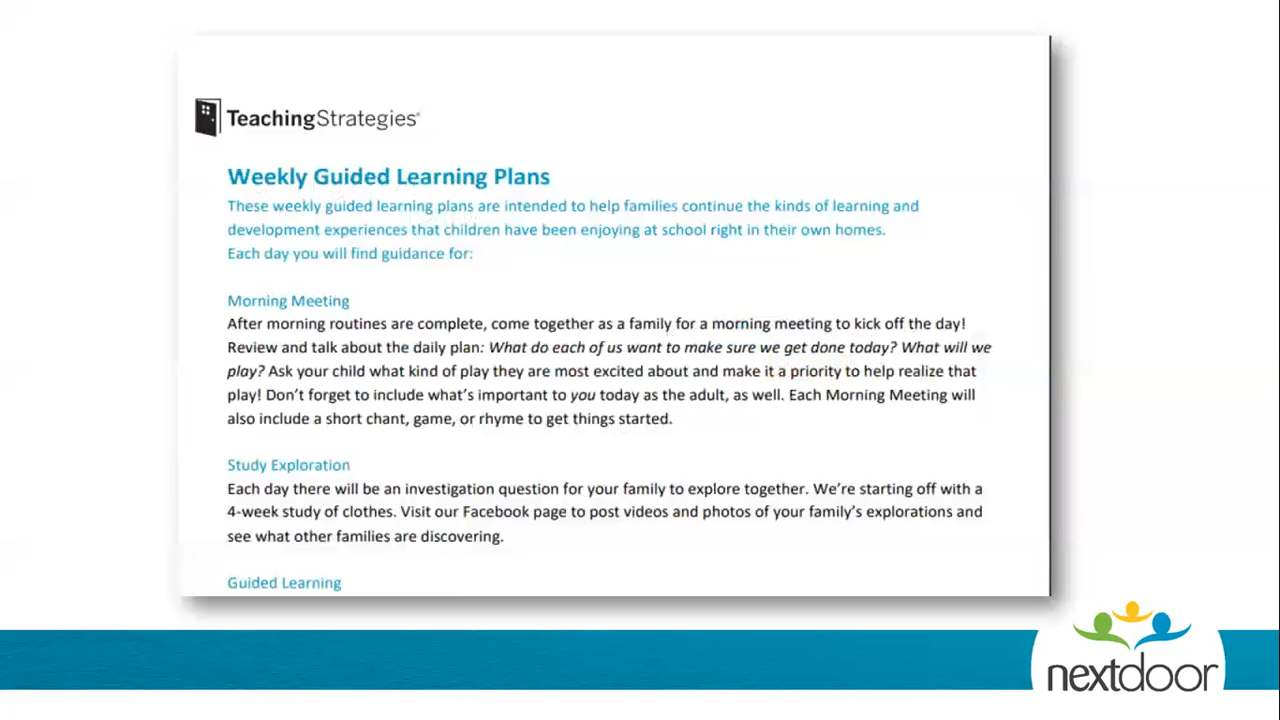 TeachingStrategies®
Weekly Guided Learning Plans
These weekly guided learning plans are intended to help families continue the kinds of learning and
development experiences that children have been enjoying at school right in their own homes.
Each day you will find guidance for:
Morning Meeting
After morning routines are complete, come together as a family for a morning meeting to kick off the day!
Review and talk about the daily plan: What do each of us want to make sure we get done today? What will we
play? Ask your child what kind of play they are most excited about and make it a priority to help realize that
play! Don't forget to include what's important to you today as the adult, as well. Each Morning Meeting will
also include a short chant, game, or rhyme to get things started.
Study Exploration
Each day there will be an investigation question for your family to explore together. We're starting off with a
4-week study of clothes. Visit our Facebook page to post videos and photos of your family's explorations and
see what other families are discovering.
Guided Learning
nextdoor